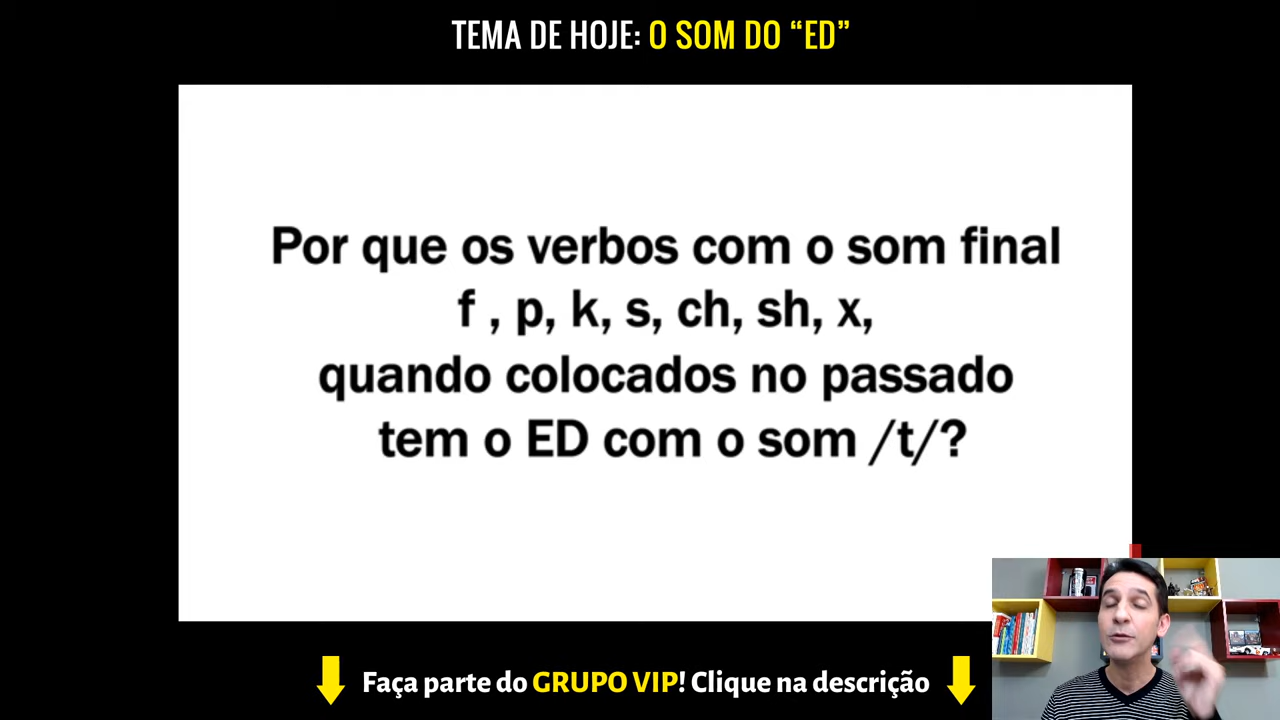 TEMA DE HOJE: O SOM DO “ED”
Por que os verbos com o som final
f , p, k, s, ch, sh, x,
quando colocados no passado
tem o ED com o som /t/?
Faça parte do GRUPO VIP! Clique na descrição